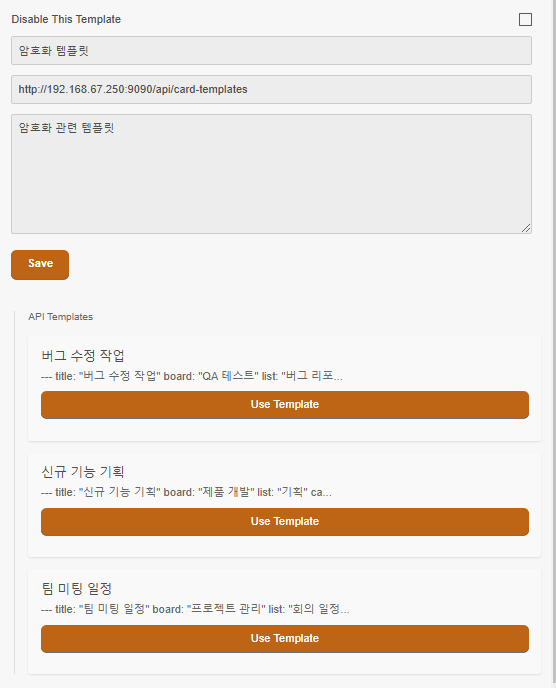 Disable This Template
암호화 템플릿
http://192.168.67.250:9090/api/card-templates
암호화 관련 템플릿
Save
API Templates
버그 수정 작업
--- title: "버그 수정 작업" board: "QA 테스트" list: "버그 리포...
Use Template
신규 기능 기획
--- title: "신규 기능 기획" board: "제품 개발" list: "기획" ca...
Use Template
팀 미팅 일정
--- title: "팀 미팅 일정" board: "프로젝트 관리" list: "회의 일정...
Use Template